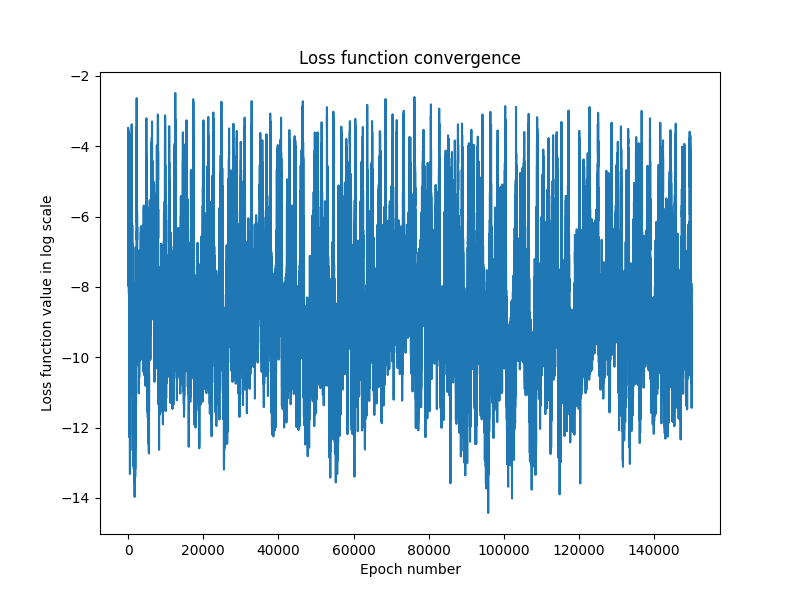 Loss function convergence
Loss function value in log scale
−2
−4
−6
−8
−10
−12
−14
0 20000 40000 60000 80000 100000 120000 140000
Epoch number